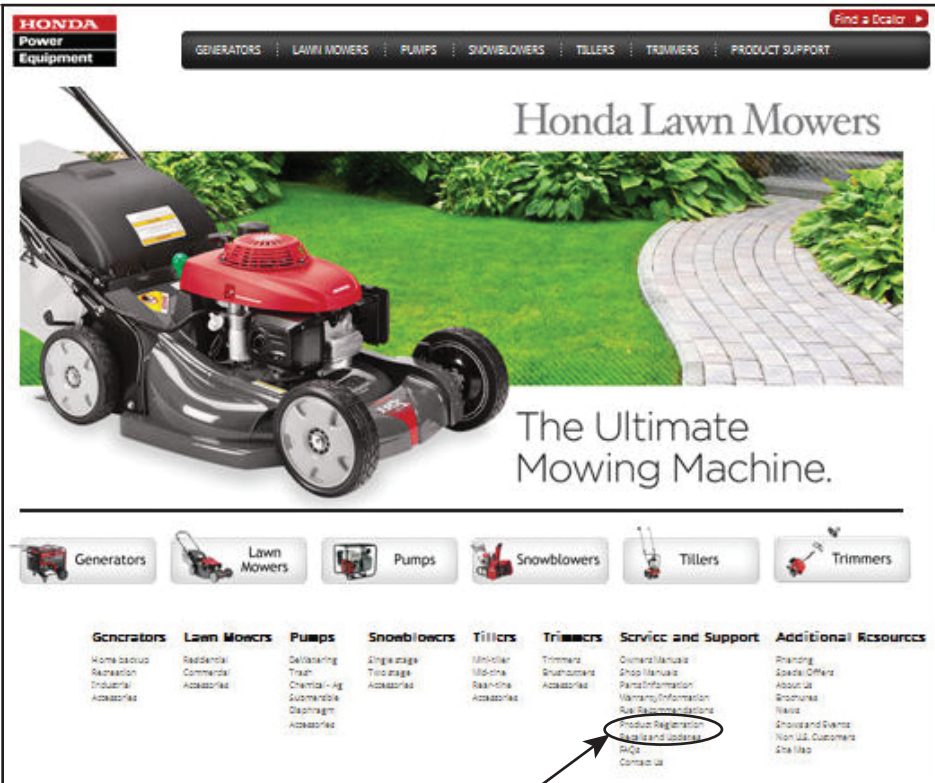 HONDA
Power
Equipment
Find a Dealer
GENERATORS LAWN MOWERS PUMPS SNOWBLOWERS TILLERS TRIMMERS PRODUCT SUPPORT
Honda Lawn Mowers
The Ultimate
Mowing Machine.
Generators
Lawn
Mowers
Pumps
Snowblowers
Tillers
Trimmers
Generators
Home backup
Recreation
Industrial
Accessories
Lawn Mowers
Residential
Commercial
Accessories
Pumps
DeWatering
Trash
Chemical - Ag
Submersible
Diaphragm
Accessories
Snowblowers
Single stage
Two stage
Accessories
Tillers
Mini-tiller
Mid-tine
Rear-tine
Accessories
Trimmers
Trimmers
Brushcutters
Accessories
Service and Support
Owners Manuals
Shop Manuals
Parts Information
Warranty Information
Fuel Recommendations
Product Registration
Recalls and Updates
FAQs
Contact Us
Additional Resources
Financing
Special Offers
About Us
Brochures
News
Shows and Events
Non U.S. Customers
Site Map